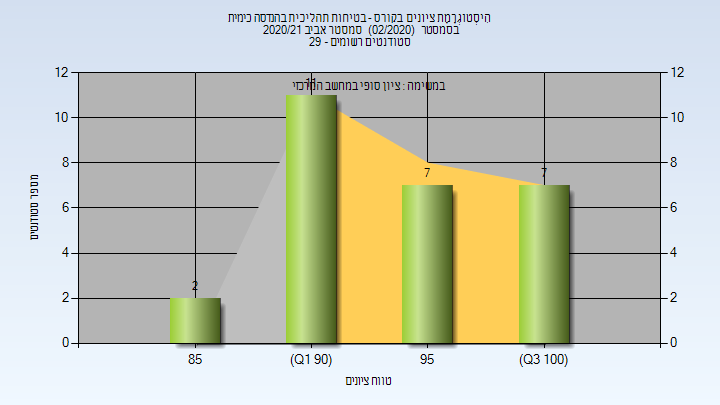 היסטוגרמת ציונים בקורס - בטיחות תהליכית בהנדסה כימית
בסמסטר (02/2020) סמסטר אביב 2020/21
סטודנטים רשומים - 29
במשימה : ציון סופי במחשב המרכזי
12 12
10 10
8 8
6 6
4 4
2 2
0 0
מספר סטודנטים
2
11
7
7
85 (Q1 90) 95 (Q3 100)
טווח ציונים